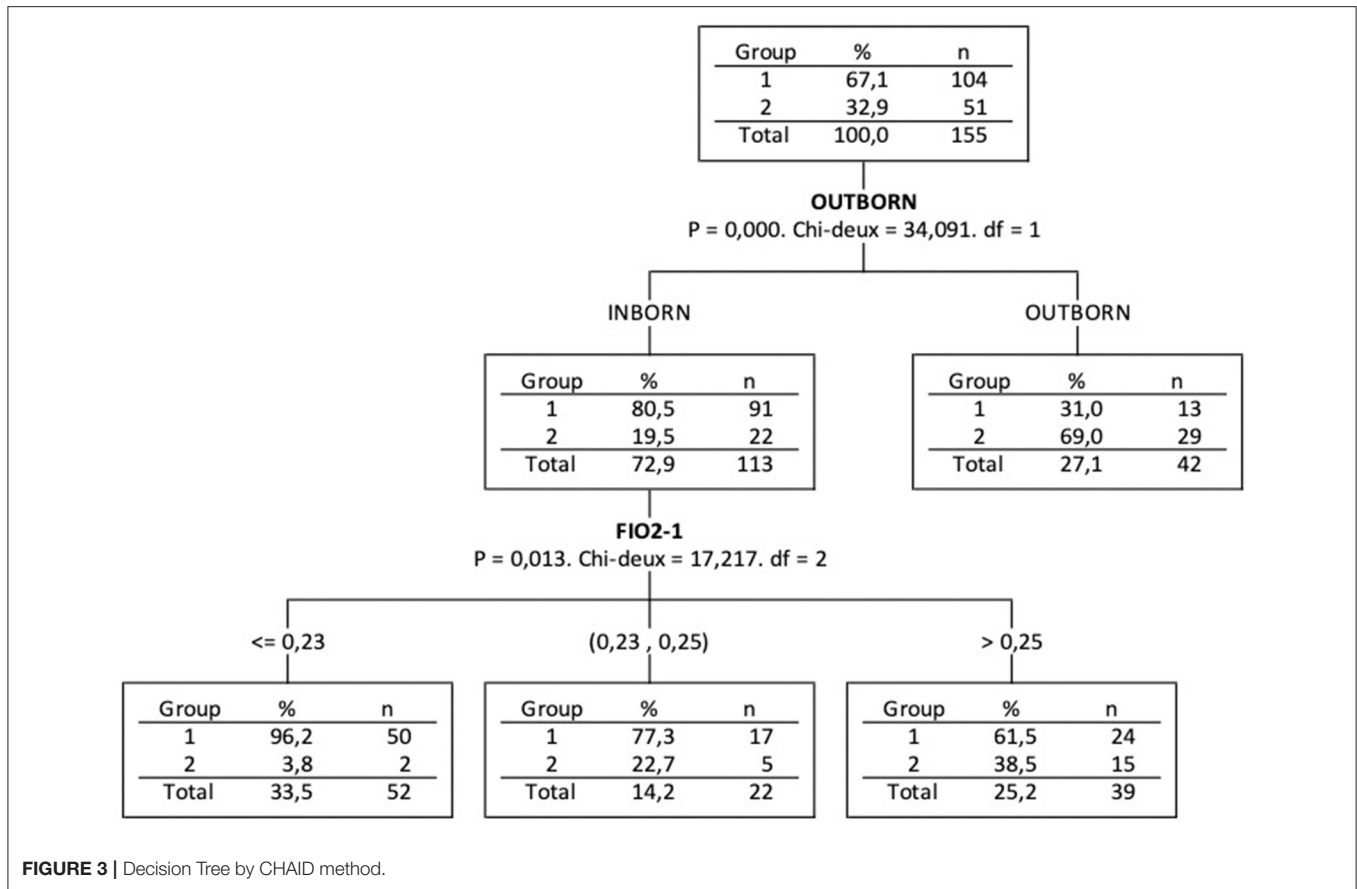 Group % n
1 67,1 104
2 32,9 51
Total 100,0 155
OUTBORN
P = 0,000. Chi-deux = 34,091. df = 1
INBORN
OUTBORN
Group % n
1 80,5 91
2 19,5 22
Total 72,9 113
Group % n
1 31,0 13
2 69,0 29
Total 27,1 42
FIO2-1
P = 0,013. Chi-deux = 17,217. df = 2
<= 0,23
(0,23 , 0,25)
> 0,25
Group % n
1 96,2 50
2 3,8 2
Total 33,5 52
Group % n
1 77,3 17
2 22,7 5
Total 14,2 22
Group % n
1 61,5 24
2 38,5 15
Total 25,2 39
FIGURE 3 | Decision Tree by CHAID method.